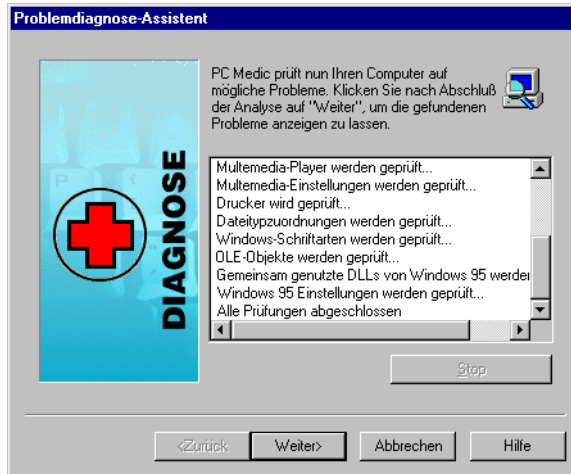 Problemdiagnose-Assistent
PC Medic prüft nun Ihren Computer auf
mögliche Probleme. Klicken Sie nach Abschluß
der Analyse auf "Weiter", um die gefundenen
Probleme anzeigen zu lassen.
DIAGNOSE
Multemedia-Player werden geprüft...
Multemedia-Einstellungen werden geprüft...
Drucker wird geprüft...
Dateitypzuordnungen werden geprüft...
Windows-Schriftarten werden geprüft...
OLE-Objekte werden geprüft...
Gemeinsam genutzte DLLs von Windows 95 werder
Windows 95 Einstellungen werden geprüft...
Alle Prüfungen abgeschlossen
Stop
<Zurück
Weiter>
Abbrechen
Hilfe